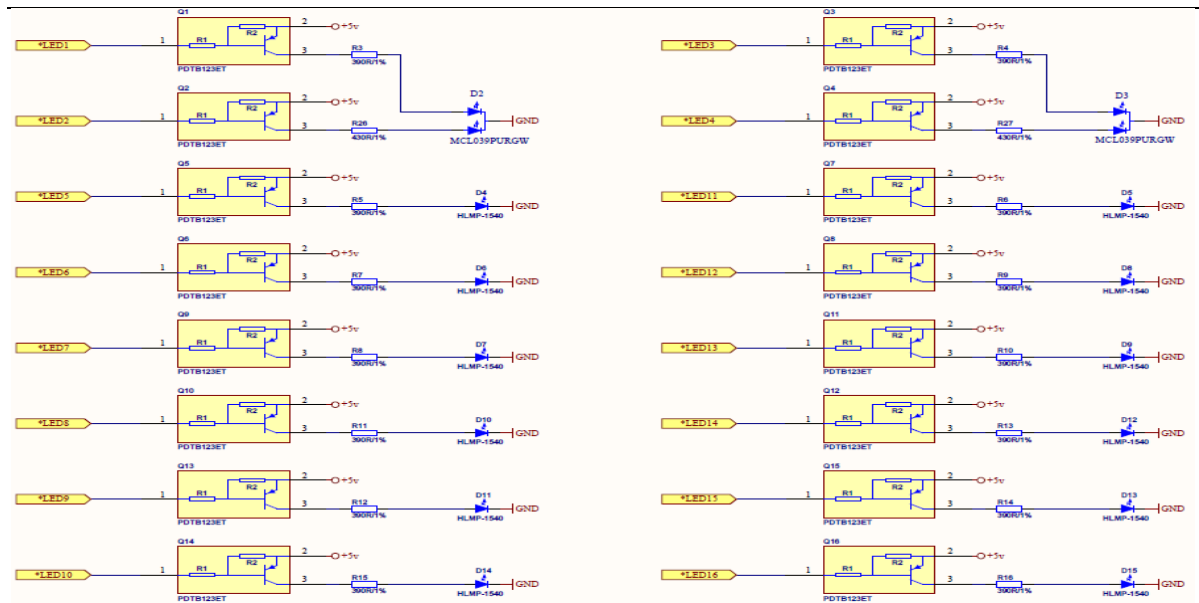 Q1
2 +5v
*LED1 1 R1 R2 3 R3
390R/1%
PDTB123ET
Q2
D2
2 +5v
*LED2 1 R1 R2 3 R26 GND
430R/1%
MCL039PURGW
PDTB123ET
Q5
2 +5v
*LED5 1 R1 R2 3 R5 D4 GND
390R/1% HLMP-1540
PDTB123ET
Q6
2 +5v
*LED6 1 R1 R2 3 R7 D6 GND
390R/1% HLMP-1540
PDTB123ET
Q9
2 +5v
*LED7 1 R1 R2 3 R8 D7 GND
390R/1% HLMP-1540
PDTB123ET
Q10
2 +5v
*LED8 1 R1 R2 3 R11 D10 GND
390R/1% HLMP-1540
PDTB123ET
Q13
2 +5v
*LED9 1 R1 R2 3 R12 D11 GND
390R/1% HLMP-1540
PDTB123ET
Q14
2 +5v
*LED10 1 R1 R2 3 R15 D14 GND
390R/1% HLMP-1540
PDTB123ET
Q3
2 +5v
*LED3 1 R1 R2 3 R4
390R/1%
PDTB123ET
Q4
D3
2 +5v
*LED4 1 R1 R2 3 R27 GND
430R/1%
MCL039PURGW
PDTB123ET
Q7
2 +5v
*LED11 1 R1 R2 3 R6 D5 GND
390R/1% HLMP-1540
PDTB123ET
Q8
2 +5v
*LED12 1 R1 R2 3 R9 D8 GND
390R/1% HLMP-1540
PDTB123ET
Q11
2 +5v
*LED13 1 R1 R2 3 R10 D9 GND
390R/1% HLMP-1540
PDTB123ET
Q12
2 +5v
*LED14 1 R1 R2 3 R13 D12 GND
390R/1% HLMP-1540
PDTB123ET
Q15
2 +5v
*LED15 1 R1 R2 3 R14 D13 GND
390R/1% HLMP-1540
PDTB123ET
Q16
2 +5v
*LED16 1 R1 R2 3 R16 D15 GND
390R/1% HLMP-1540
PDTB123ET